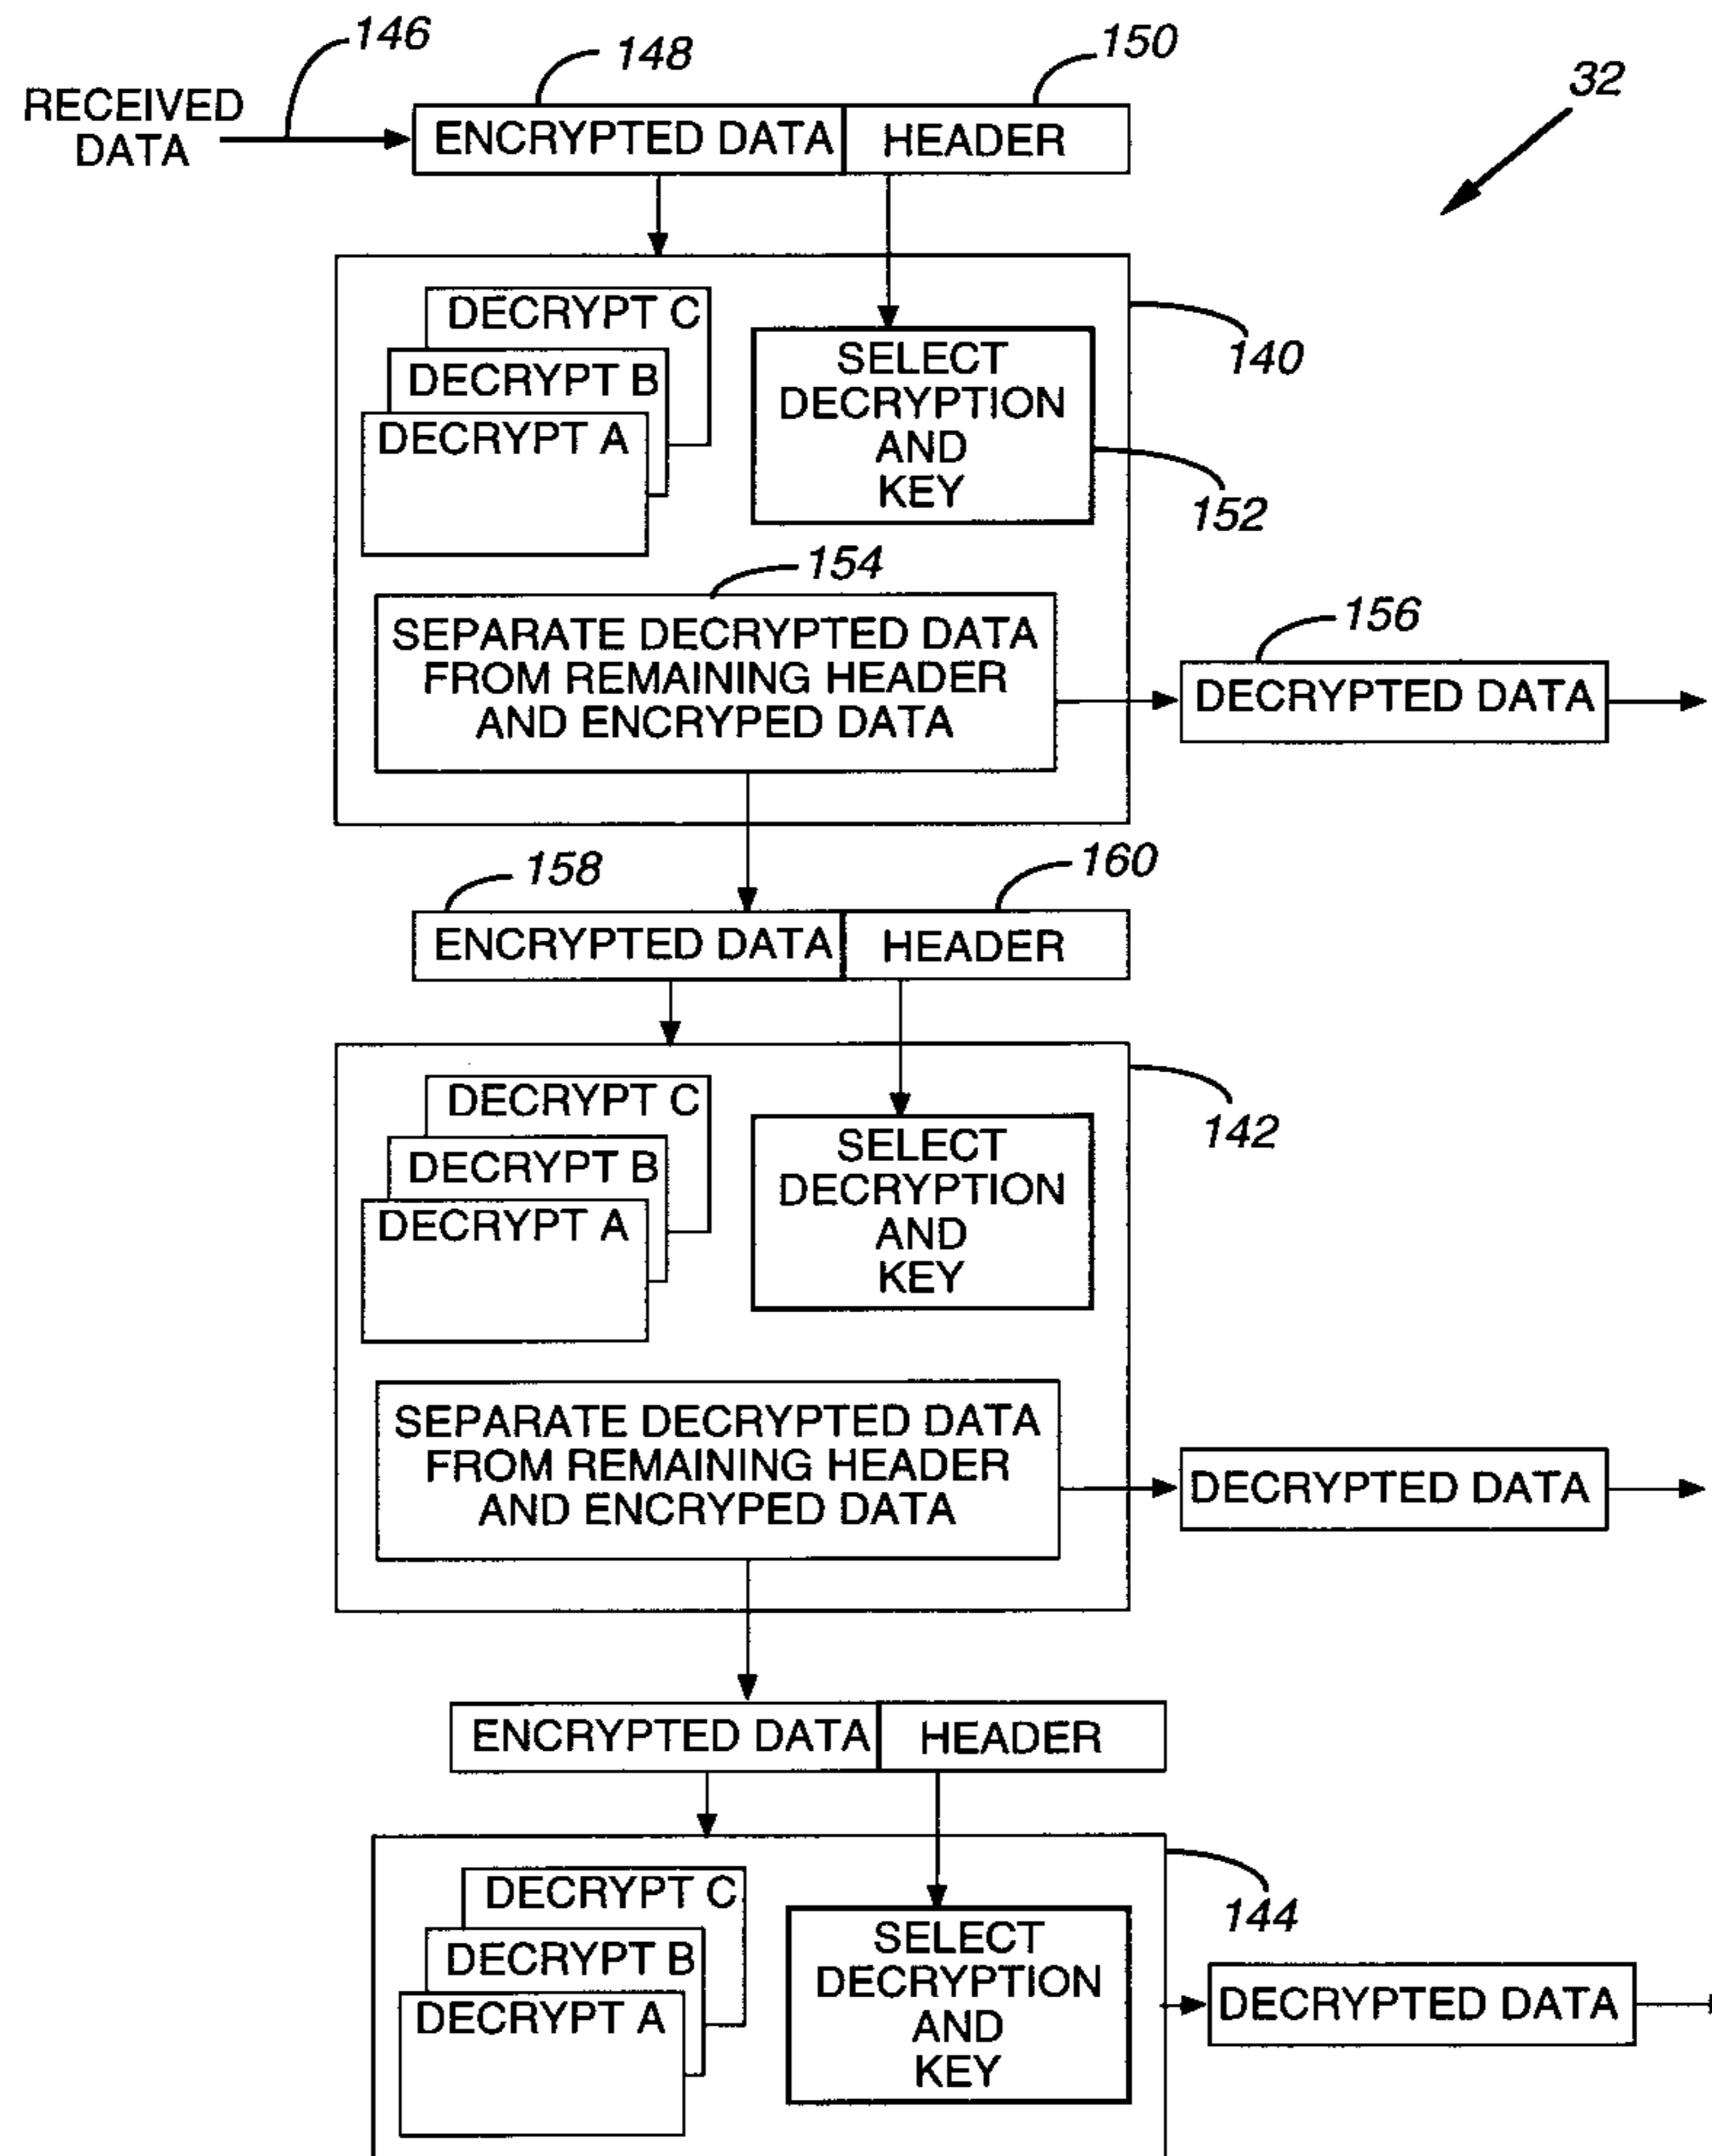 146
148
150
32
RECEIVED
DATA
ENCRYPTED DATA
HEADER
DECRYPT C
DECRYPT B
DECRYPT A
SELECT
DECRYPTION
AND
KEY
140
152
154
SEPARATE DECRYPTED DATA
FROM REMAINING HEADER
AND ENCRYPED DATA
156
DECRYPTED DATA
158
160
ENCRYPTED DATA
HEADER
DECRYPT C
DECRYPT B
DECRYPT A
SELECT
DECRYPTION
AND
KEY
142
SEPARATE DECRYPTED DATA
FROM REMAINING HEADER
AND ENCRYPED DATA
DECRYPTED DATA
ENCRYPTED DATA
HEADER
DECRYPT C
DECRYPT B
DECRYPT A
SELECT
DECRYPTION
AND
KEY
144
DECRYPTED DATA